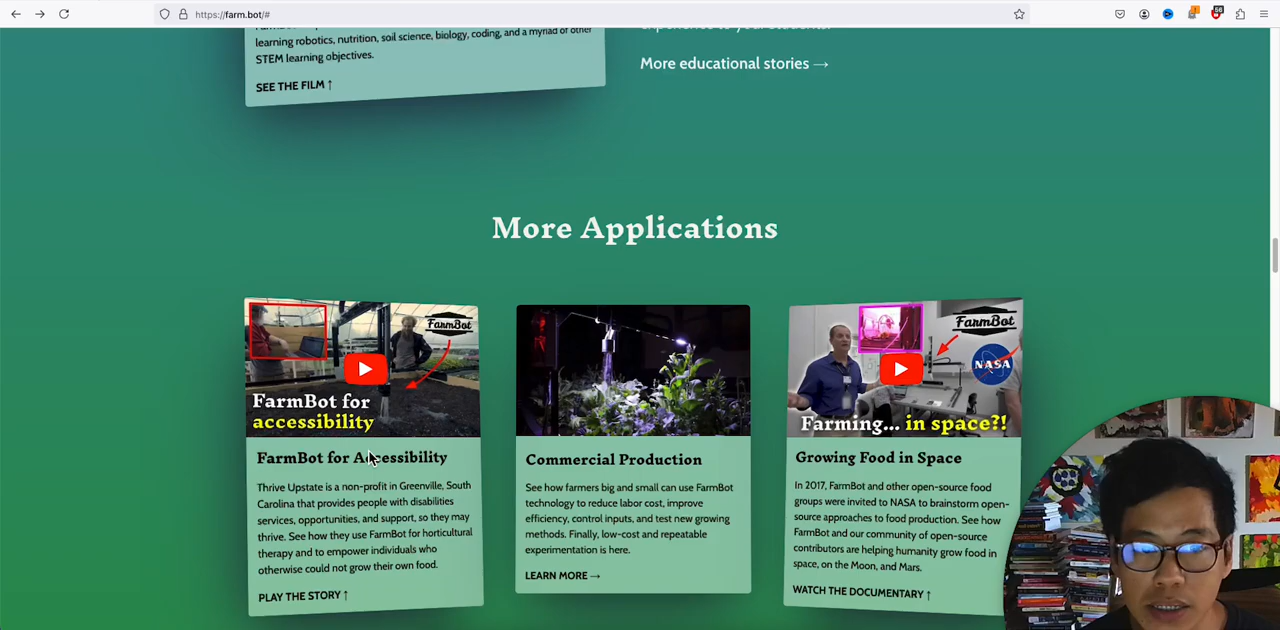 https://farm.bot/#
56
learning robotics, nutrition, soil science, biology, coding, and a myriad of other
STEM learning objectives.
SEE THE FILM ↑
More educational stories →
More Applications
FarmBot
FarmBot for
accessibility
FarmBot for Accessibility
Thrive Upstate is a non-profit in Greenville, South
Carolina that provides people with disabilities
services, opportunities, and support, so they may
thrive. See how they use FarmBot for horticultural
therapy and to empower individuals who
otherwise could not grow their own food.
PLAY THE STORY ↑
Commercial Production
See how farmers big and small can use FarmBot
technology to reduce labor cost, improve
efficiency, control inputs, and test new growing
methods. Finally, low-cost and repeatable
experimentation is here.
LEARN MORE →
FarmBot
NASA
Farming... in space?!
Growing Food in Space
In 2017, FarmBot and other open-source food
groups were invited to NASA to brainstorm open-
source approaches to food production. See how
FarmBot and our community of open-source
contributors are helping humanity grow food in
space, on the Moon, and Mars.
WATCH THE DOCUMENTARY ↑